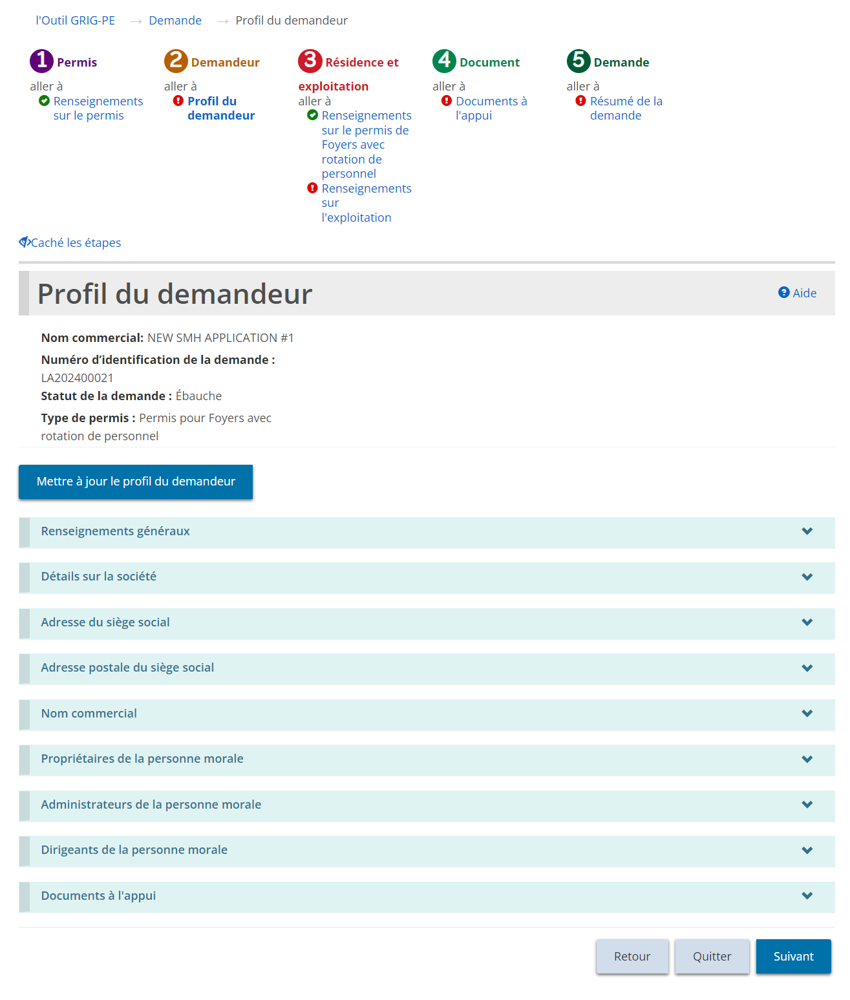 l'Outil GRIG-PE → Demande → Profil du demandeur
1 Permis
aller à
Renseignements
sur le permis
2 Demandeur
aller à
Profil du
demandeur
3 Résidence et
exploitation
aller à
Renseignements
sur le permis de
Foyers avec
rotation de
personnel
Renseignements
sur
l'exploitation
4 Document
aller à
Documents à
l'appui
5 Demande
aller à
Résumé de la
demande
Caché les étapes
Profil du demandeur
Aide
Nom commercial: NEW SMH APPLICATION #1
Numéro d’identification de la demande :
LA202400021
Statut de la demande : Ébauche
Type de permis : Permis pour Foyers avec
rotation de personnel
Mettre à jour le profil du demandeur
Renseignements généraux
Détails sur la société
Adresse du siège social
Adresse postale du siège social
Nom commercial
Propriétaires de la personne morale
Administrateurs de la personne morale
Dirigeants de la personne morale
Documents à l'appui
Retour Quitter Suivant